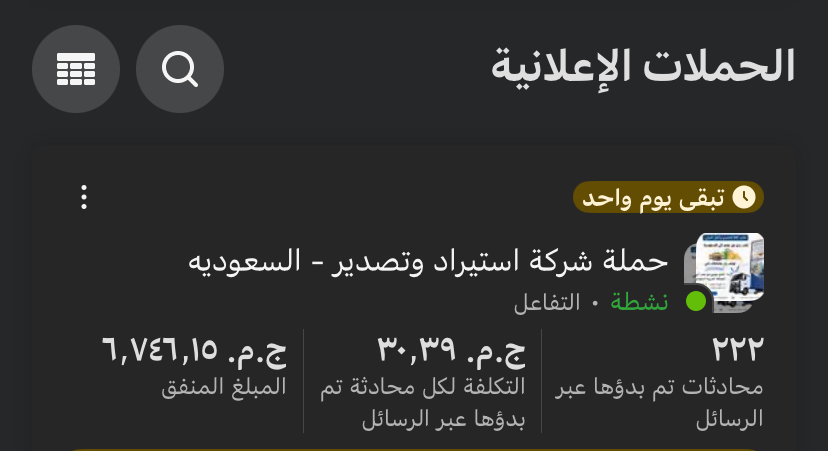 الحملات الإعلانية
تبقى يوم واحد
حملة شركة استيراد وتصدير - السعوديه
نشطة • التفاعل
٢٢٢
محادثات تم بدؤها عبر
الرسائل
ج.م. ٣٠,٣٩
التكلفة لكل محادثة تم
بدؤها عبر الرسائل
ج.م. ٦,٧٤٦,١٥
المبلغ المنفق